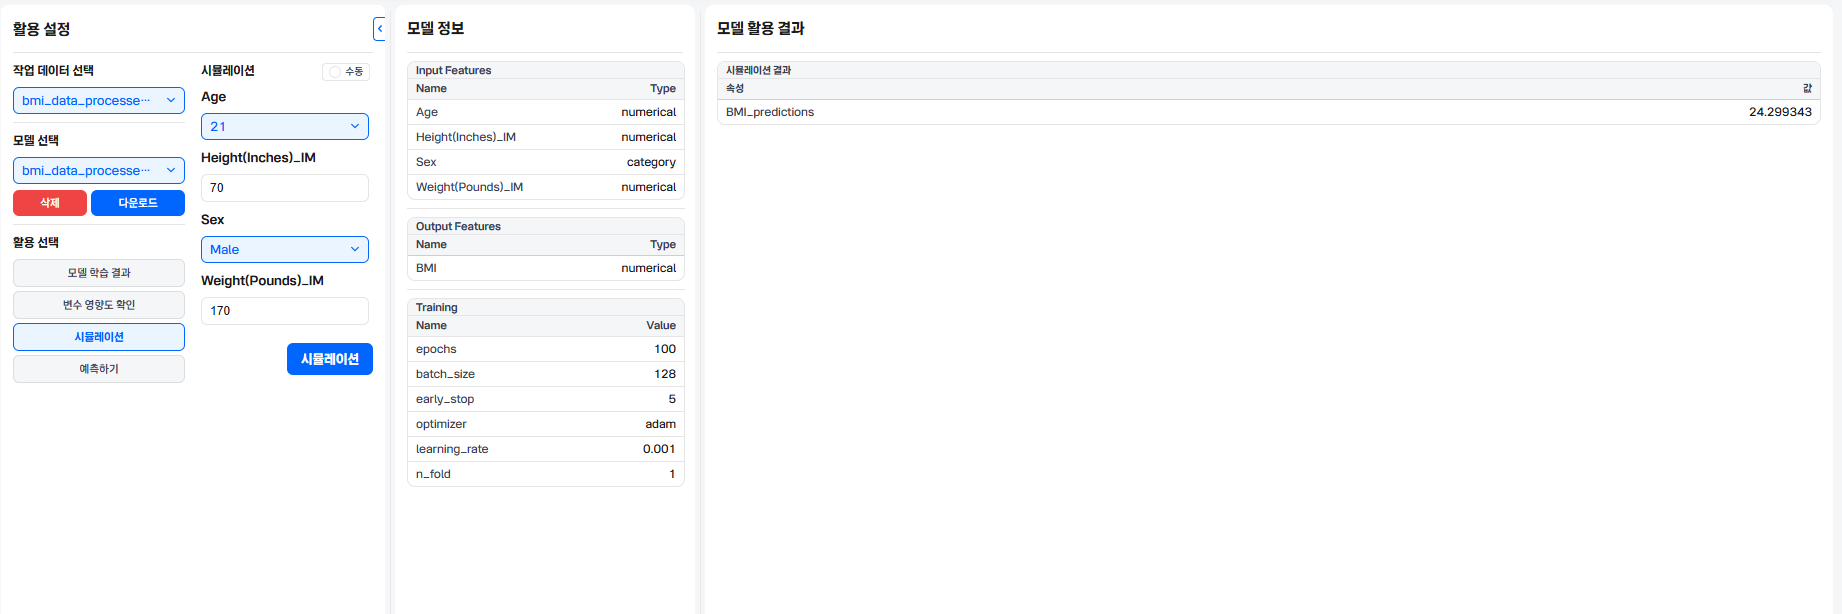 활용 설정
작업 데이터 선택
bmi_data_processe···
모델 선택
bmi_data_processe···
삭제 다운로드
활용 선택
모델 학습 결과
변수 영향도 확인
시뮬레이션
예측하기
시뮬레이션 수동
Age
21
Height(Inches)_IM
70
Sex
Male
Weight(Pounds)_IM
170
시뮬레이션
모델 정보
Input Features
Name Type
Age numerical
Height(Inches)_IM numerical
Sex category
Weight(Pounds)_IM numerical
Output Features
Name Type
BMI numerical
Training
Name Value
epochs 100
batch_size 128
early_stop 5
optimizer adam
learning_rate 0.001
n_fold 1
모델 활용 결과
시뮬레이션 결과
속성 값
BMI_predictions 24.299343